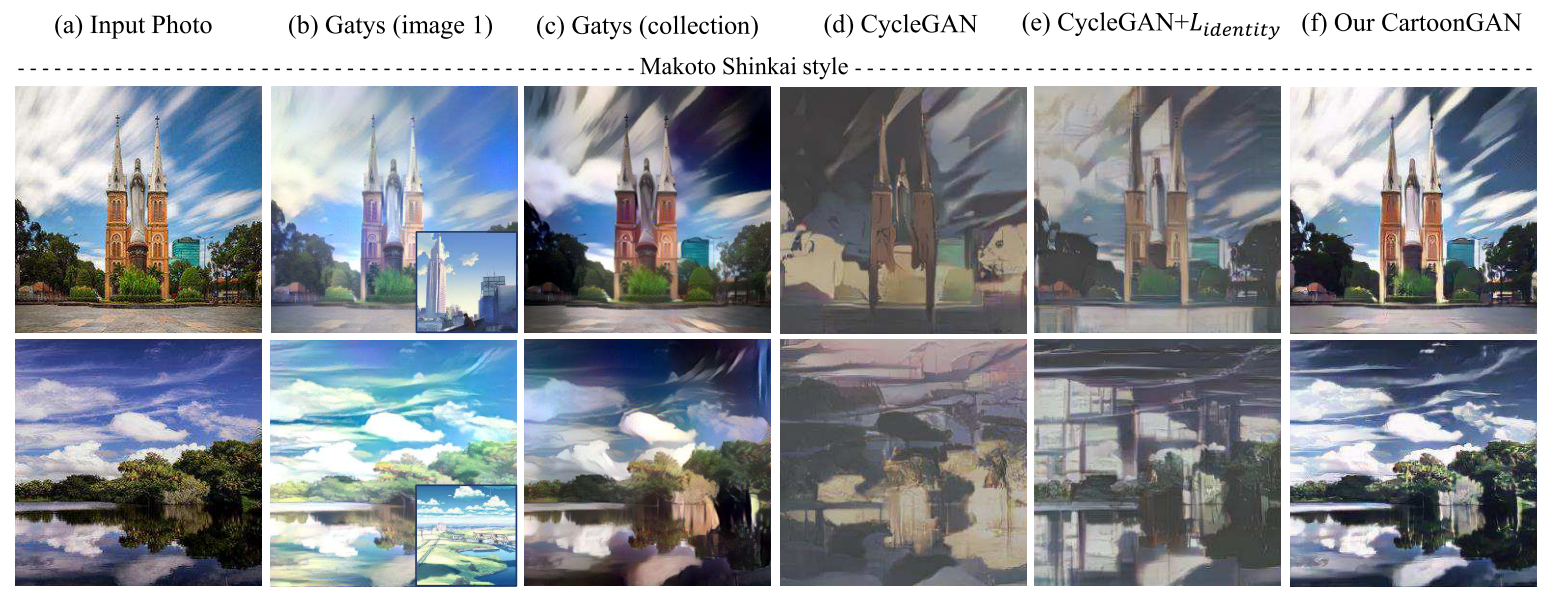 (a) Input Photo (b) Gatys (image 1) (c) Gatys (collection) (d) CycleGAN (e) CycleGAN+L_identity (f) Our CartoonGAN
Makoto Shinkai style